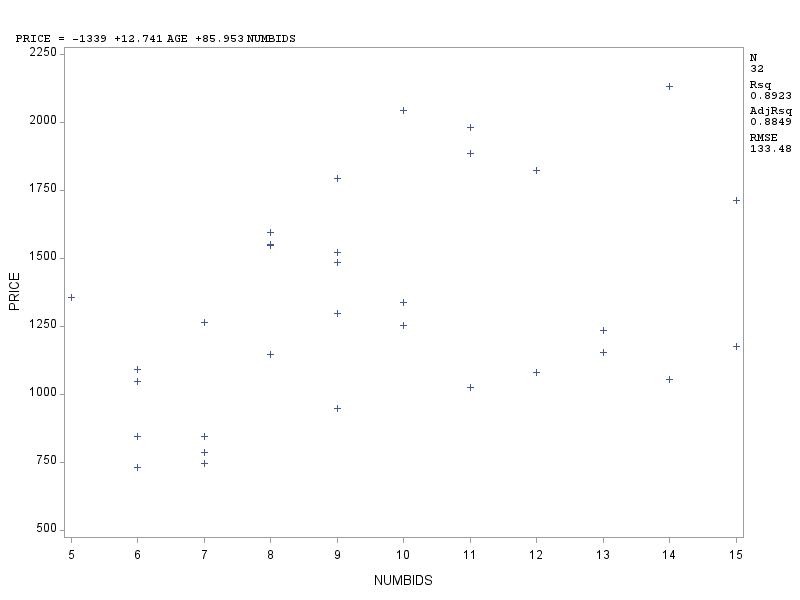 PRICE = -1339 +12.741 AGE +85.953 NUMBIDS
2250
2000
1750
1500
1250
1000
750
500
PRICE
5 6 7 8 9 10 11 12 13 14 15
NUMBIDS
N
32
Rsq
0.8923
AdjRsq
0.8849
RMSE
133.48